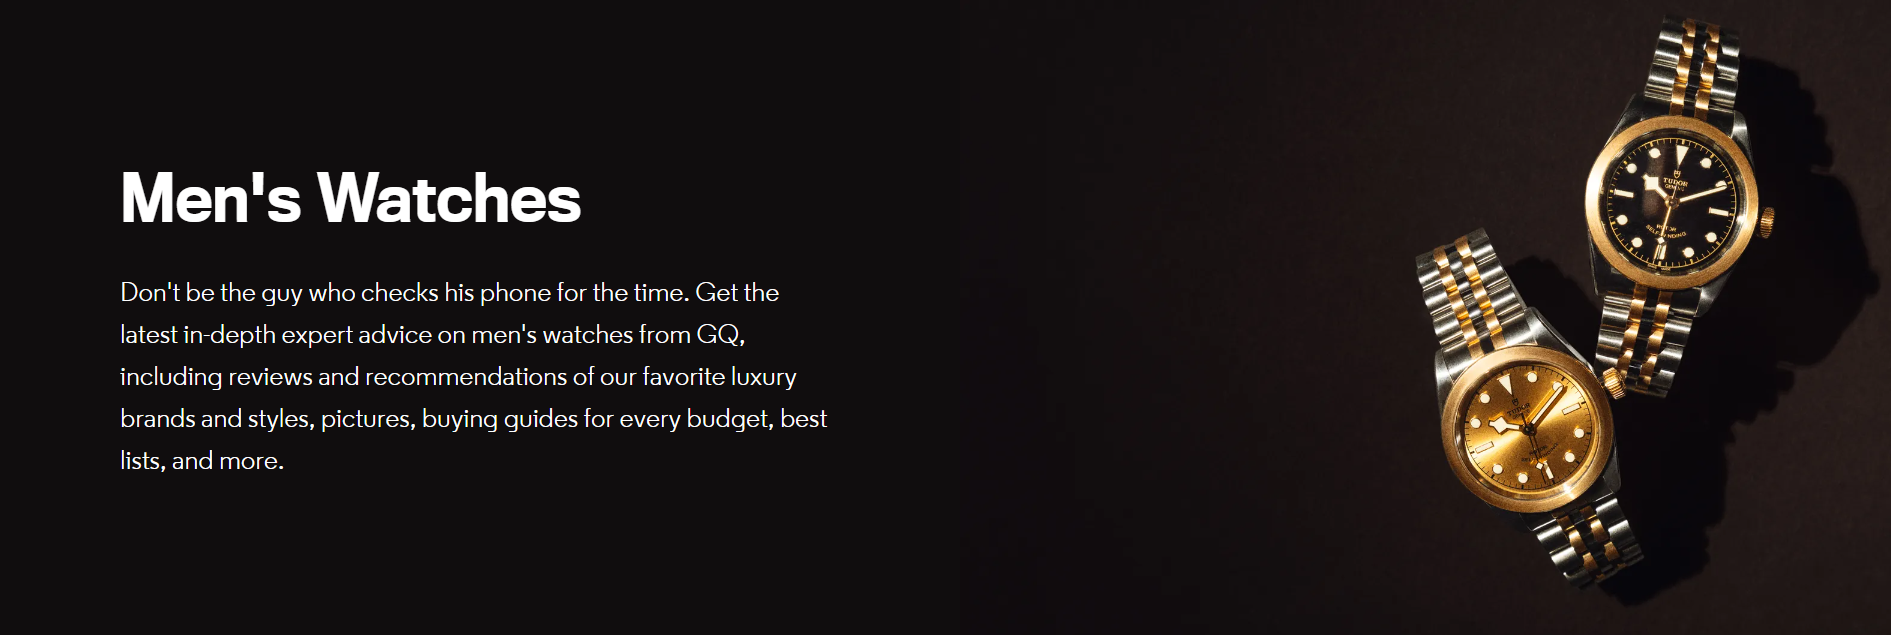 Men's Watches
Don't be the guy who checks his phone for the time. Get the
latest in-depth expert advice on men's watches from GQ,
including reviews and recommendations of our favorite luxury
brands and styles, pictures, buying guides for every budget, best
lists, and more.
TUDOR
GENEVE
TUDOR